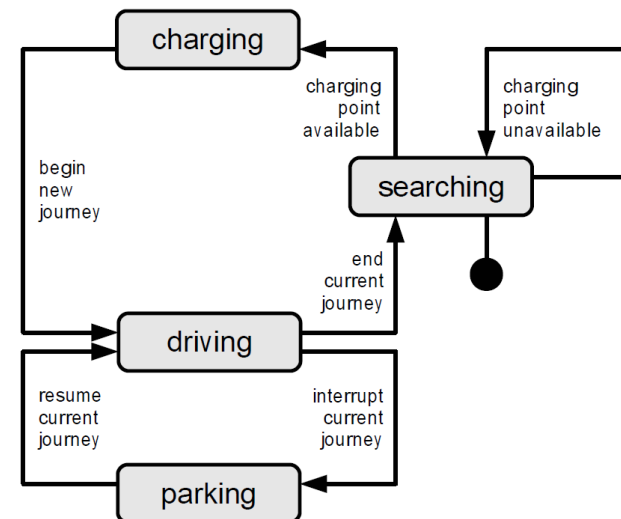 charging
charging
point
available
charging
point
unavailable
begin
new
journey
searching
end
current
journey
driving
resume
current
journey
interrupt
current
journey
parking